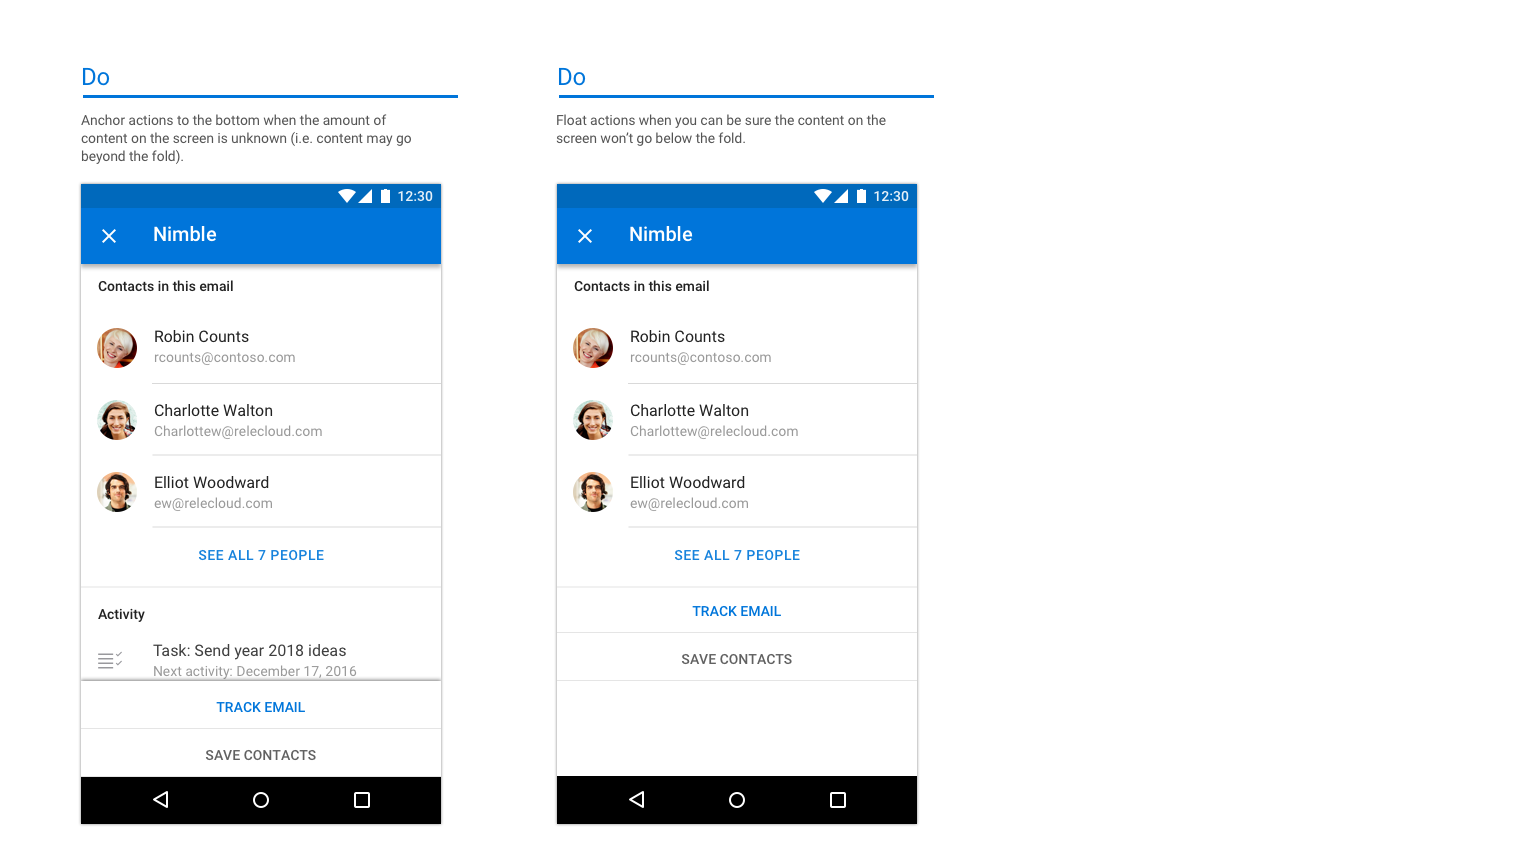 Do
Anchor actions to the bottom when the amount of
content on the screen is unknown (i.e. content may go
beyond the fold).
12:30
Nimble
Contacts in this email
Robin Counts
rcounts@contoso.com
Charlotte Walton
Charlottew@relecloud.com
Elliot Woodward
ew@relecloud.com
SEE ALL 7 PEOPLE
Activity
Task: Send year 2018 ideas
Next activity: December 17, 2016
TRACK EMAIL
SAVE CONTACTS
Do
Float actions when you can be sure the content on the
screen won’t go below the fold.
12:30
Nimble
Contacts in this email
Robin Counts
rcounts@contoso.com
Charlotte Walton
Charlottew@relecloud.com
Elliot Woodward
ew@relecloud.com
SEE ALL 7 PEOPLE
TRACK EMAIL
SAVE CONTACTS